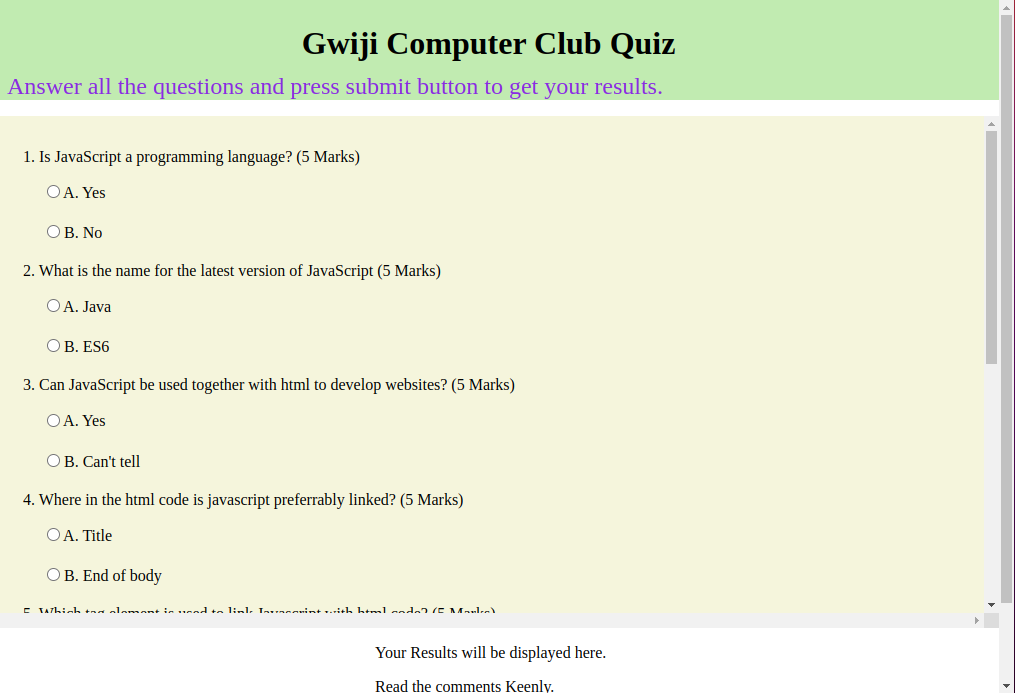 Gwiji Computer Club Quiz
Answer all the questions and press submit button to get your results.
1. Is JavaScript a programming language? (5 Marks)
A. Yes
B. No
2. What is the name for the latest version of JavaScript (5 Marks)
A. Java
B. ES6
3. Can JavaScript be used together with html to develop websites? (5 Marks)
A. Yes
B. Can't tell
4. Where in the html code is javascript preferrably linked? (5 Marks)
A. Title
B. End of body
5. Which tag element is used to link Javascript with html code? (5 Marks)
Your Results will be displayed here.
Read the comments Keenly.